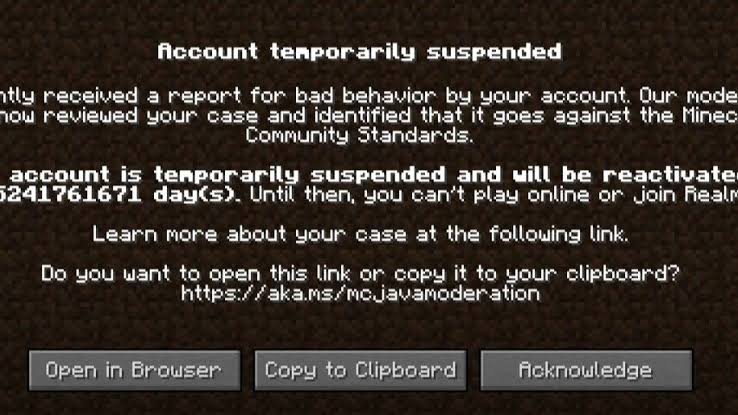 Account temporarily suspended
ntly received a report for bad behavior by your account. Our mode
now reviewed your case and identified that it goes against the Minec
Community Standards.
account is temporarily suspended and will be reactivate
5241761671 day(s). Until then, you can't play online or join Realm
Learn more about your case at the following link.
Do you want to open this link or copy it to your clipboard?
https://aka.ms/mcjavamoderation
Open in Browser Copy to Clipboard Acknowledge